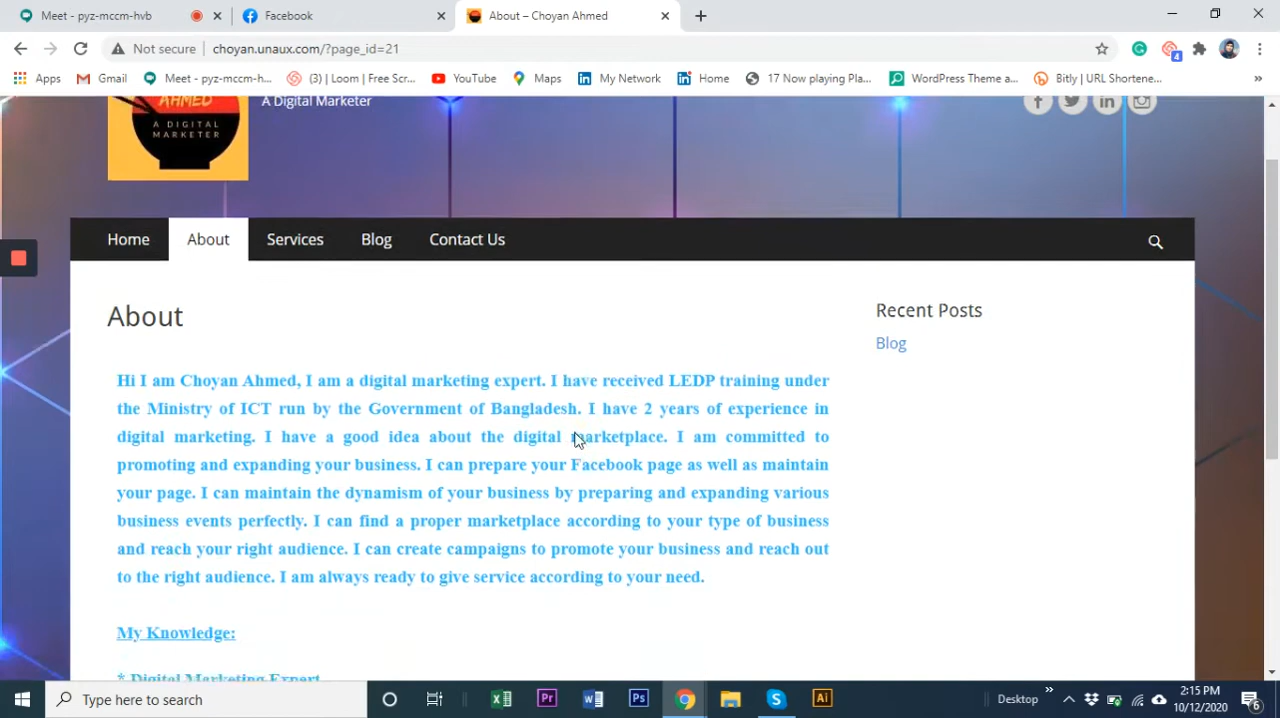 Meet - pyz-mccm-hvb
Facebook
About – Choyan Ahmed
Not secure
choyan.unaux.com/?page_id=21
4
Apps
Gmail
Meet - pyz-mccm-h...
(3) | Loom | Free Scr...
YouTube
Maps
My Network
Home
17 Now playing Pla...
WordPress Theme a...
Bitly | URL Shortene...
»
AHMED
A DIGITAL
MARKETER
A Digital Marketer
Home
About
Services
Blog
Contact Us
About
Hi I am Choyan Ahmed, I am a digital marketing expert. I have received LEDP training under
the Ministry of ICT run by the Government of Bangladesh. I have 2 years of experience in
digital marketing. I have a good idea about the digital marketplace. I am committed to
promoting and expanding your business. I can prepare your Facebook page as well as maintain
your page. I can maintain the dynamism of your business by preparing and expanding various
business events perfectly. I can find a proper marketplace according to your type of business
and reach your right audience. I can create campaigns to promote your business and reach out
to the right audience. I am always ready to give service according to your need.
My Knowledge:
* Digital Marketing Expert
Recent Posts
Blog
Type here to search
Pr
Ps
Ai
Desktop
»
2:15 PM
10/12/2020
6